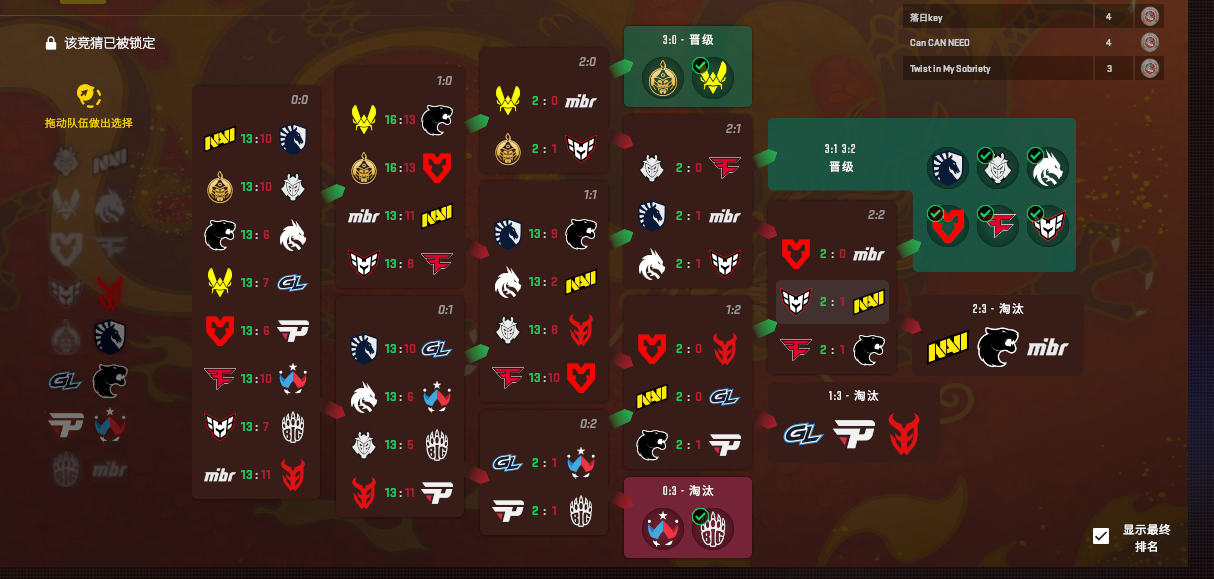 该竞猜已被锁定
拖动队伍做出选择
落日key 4
Can CAN NEED 4
Twist in My Sobriety 3
0:0
NAVI 13:10
13:10
13:6
13:7 GL
13:6
13:10
13:7
mibr 13:11
1:0
16:13
16:13
mibr 13:11 NAVI
13:8
0:1
13:10 GL
13:6
13:5
13:11
2:0
2:0 mibr
2:1
1:1
13:9
13:2 NAVI
13:8
13:10
0:2
GL 2:1
2:1
3:0 - 晋级
2:1
2:0
2:1 mibr
2:1
1:2
2:0
NAVI 2:0 GL
2:1
0:3 - 淘汰
3:1 3:2
晋级
2:2
2:0 mibr
2:1 NAVI
2:1
2:3 - 淘汰
NAVI mibr
1:3 - 淘汰
GL
NAVI
GL
mibr
显示最终
排名